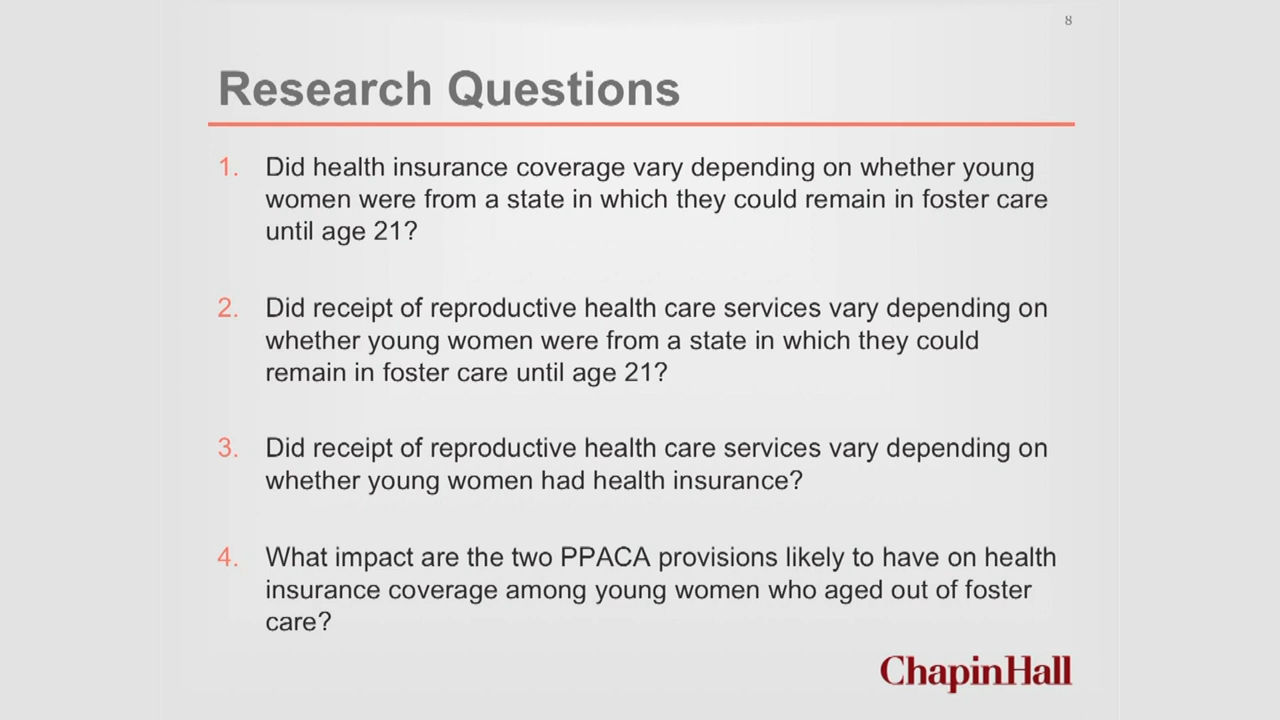 8
Research Questions
1. Did health insurance coverage vary depending on whether young
women were from a state in which they could remain in foster care
until age 21?
2. Did receipt of reproductive health care services vary depending on
whether young women were from a state in which they could
remain in foster care until age 21?
3. Did receipt of reproductive health care services vary depending on
whether young women had health insurance?
4. What impact are the two PPACA provisions likely to have on health
insurance coverage among young women who aged out of foster
care?
ChapinHall